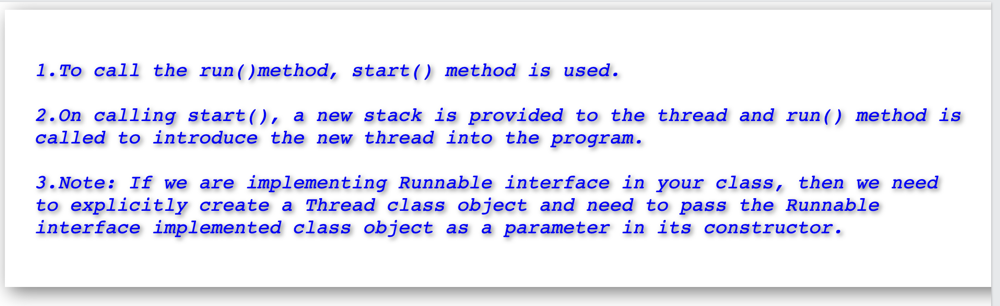 1.To call the run()method, start() method is used.
2.On calling start(), a new stack is provided to the thread and run() method is
called to introduce the new thread into the program.
3.Note: If we are implementing Runnable interface in your class, then we need
to explicitly create a Thread class object and need to pass the Runnable
interface implemented class object as a parameter in its constructor.